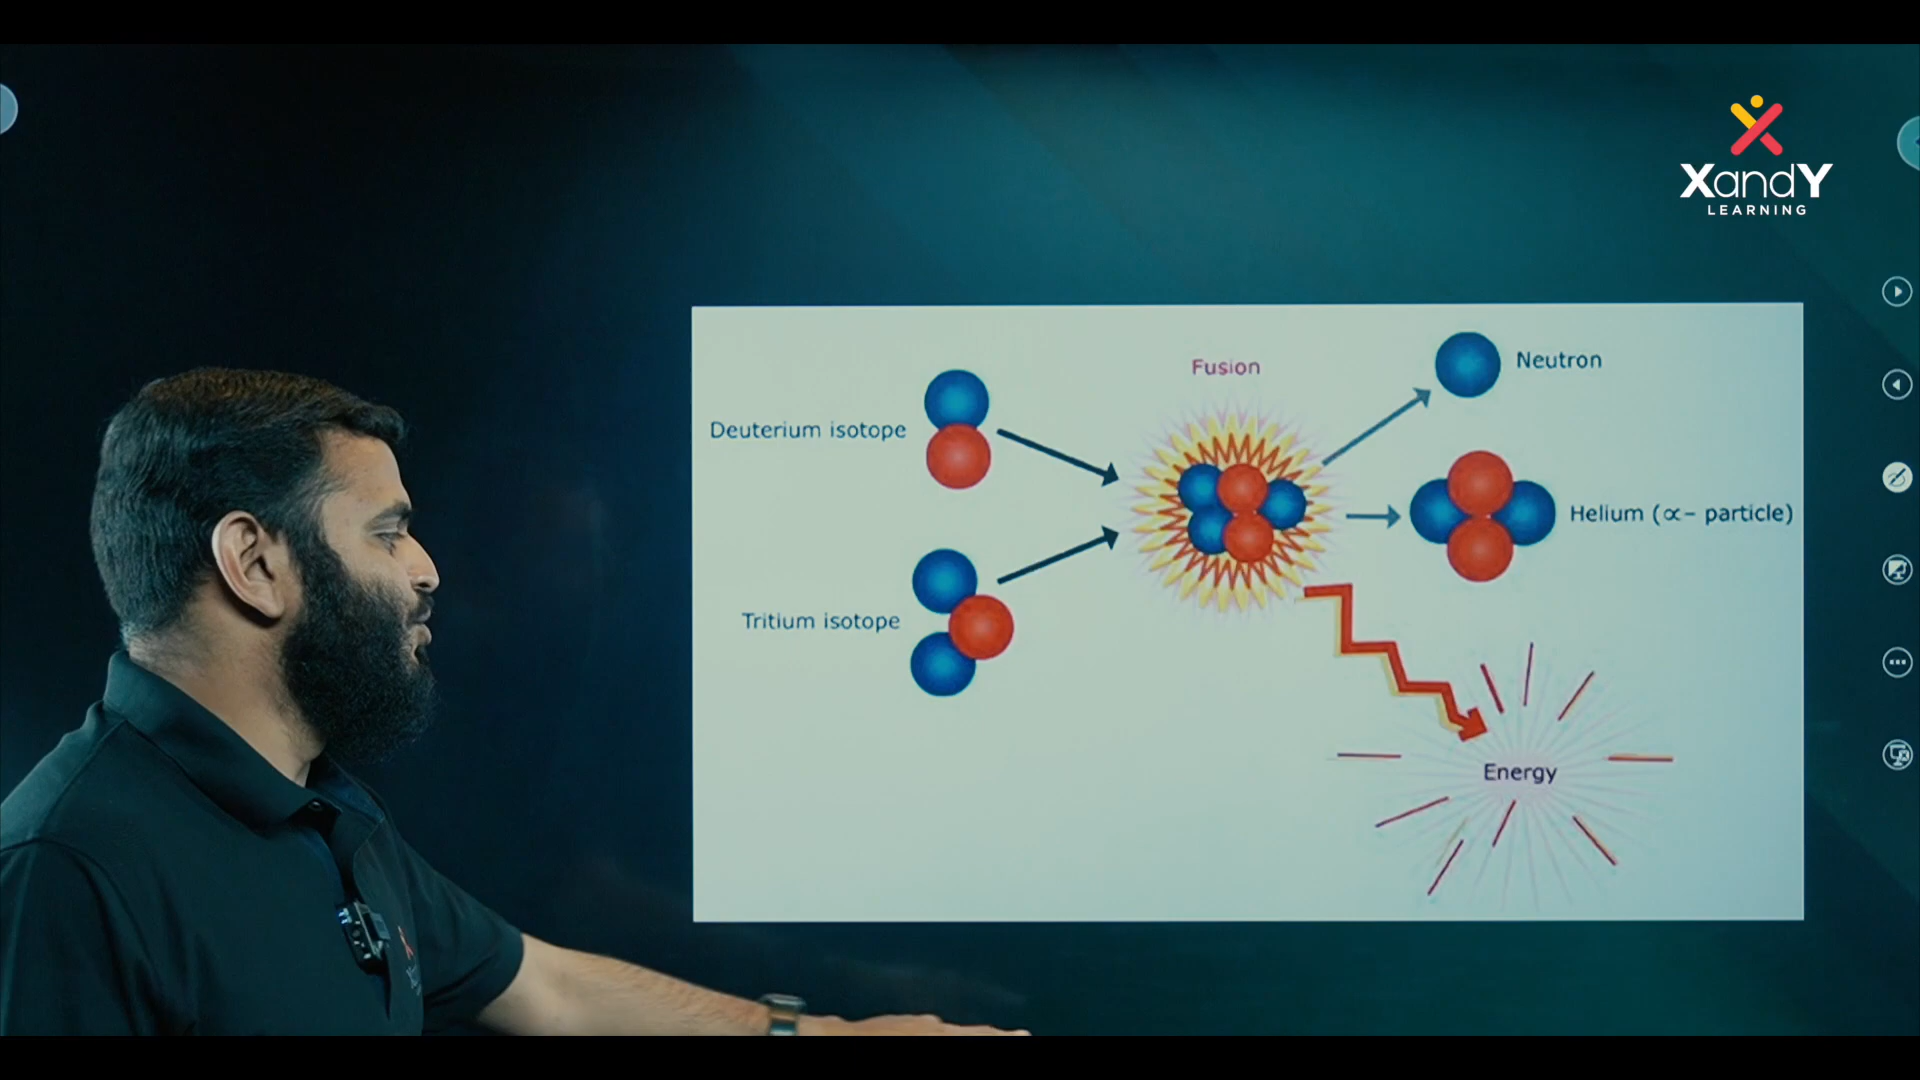 XandY
LEARNING
Fusion
Neutron
Deuterium isotope
Helium (∝– particle)
Tritium isotope
Energy